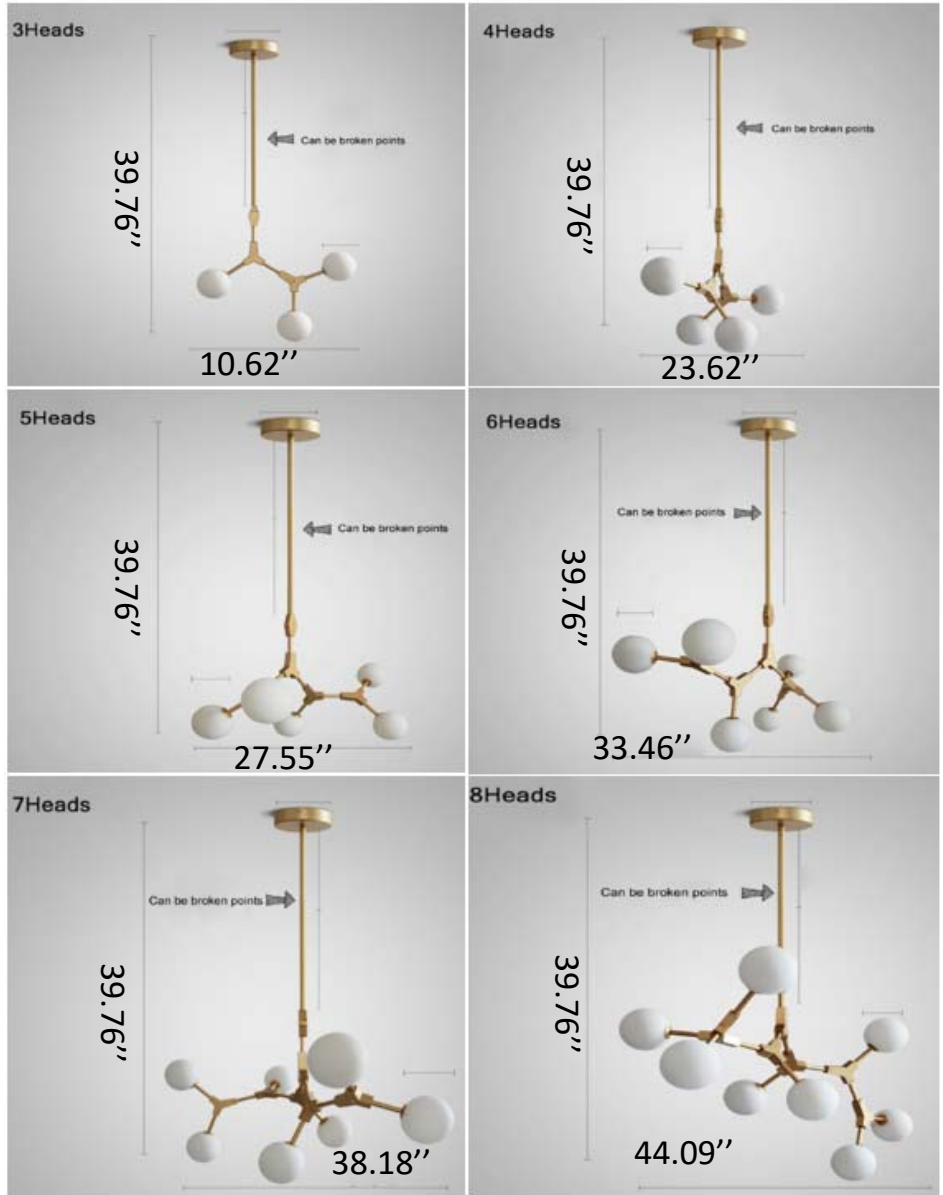 3Heads
Can be broken points
39.76’’
10.62’’
4Heads
Can be broken points
39.76’’
23.62’’
5Heads
Can be broken points
39.76’’
27.55’’
6Heads
Can be broken points
39.76’’
33.46’’
7Heads
Can be broken points
39.76’’
38.18’’
8Heads
Can be broken points
39.76’’
44.09’’